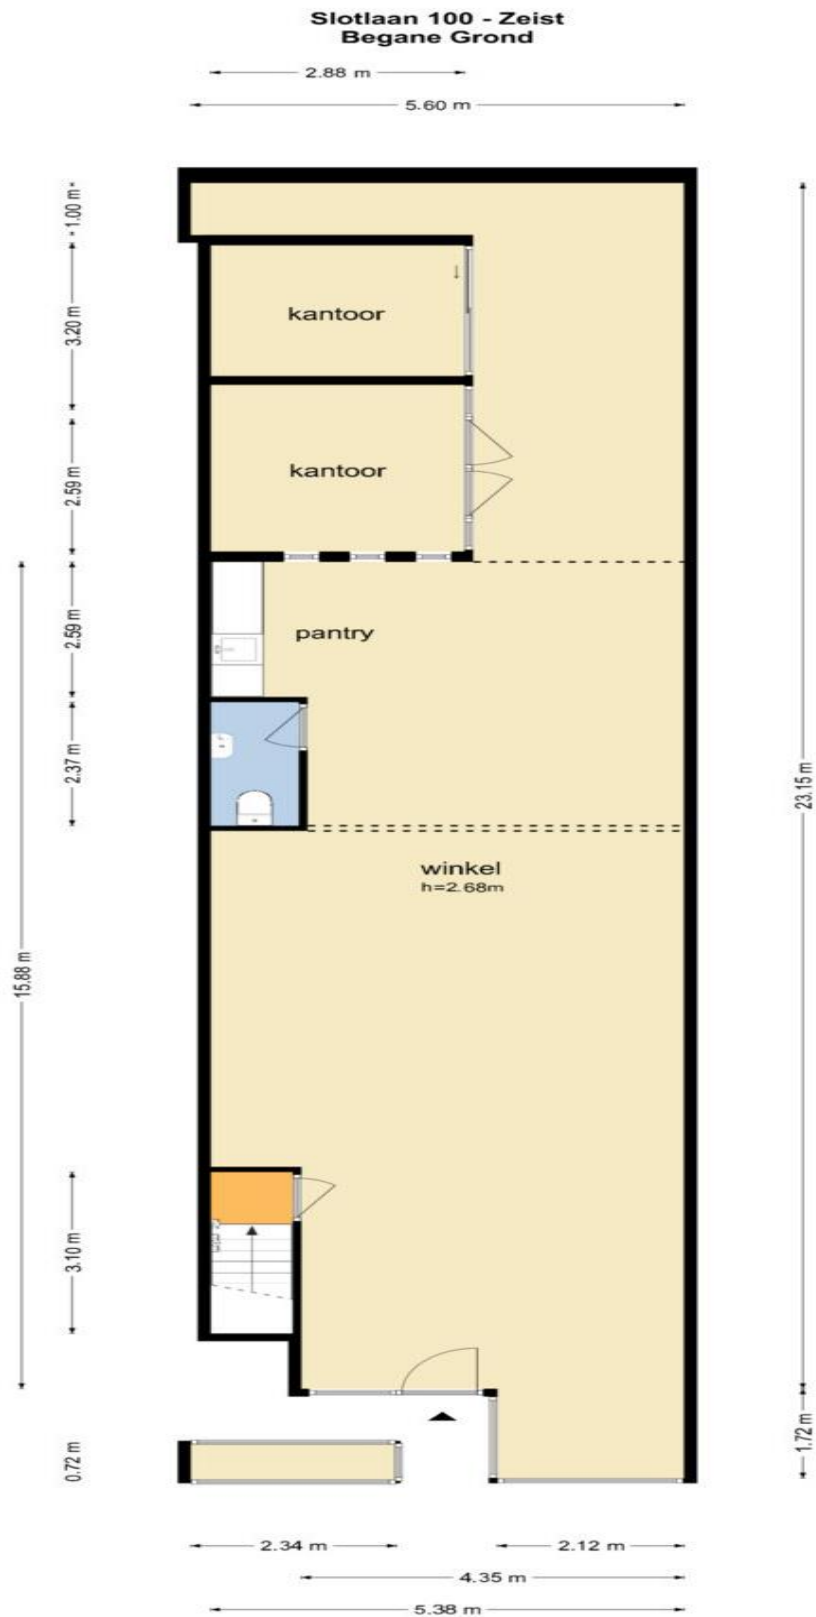 Slotlaan 100 - Zeist
Begane Grond
2.88 m
5.60 m
1.00 m
3.20 m
kantoor
2.59 m
kantoor
2.59 m
pantry
2.37 m
23.15 m
winkel
h=2.68m
15.88 m
3.10 m
1.72 m
0.72 m
2.34 m
2.12 m
4.35 m
5.38 m